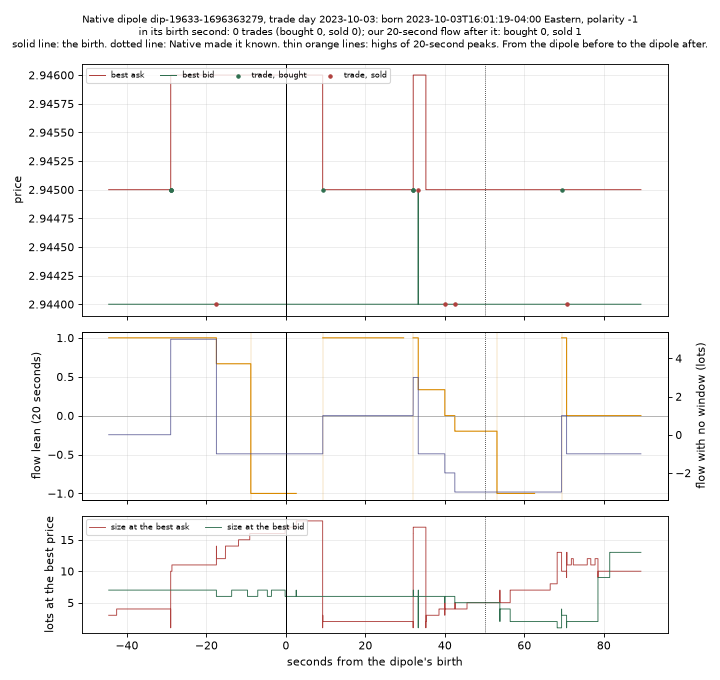 Native dipole dip-19633-1696363279, trade day 2023-10-03: born 2023-10-03T16:01:19-04:00 Eastern, polarity -1
in its birth second: 0 trades (bought 0, sold 0); our 20-second flow after it: bought 0, sold 1
solid line: the birth. dotted line: Native made it known. thin orange lines: highs of 20-second peaks. From the dipole before to the dipole after.
best ask best bid trade, bought trade, sold
2.94600
2.94575
2.94550
2.94525
2.94500
2.94475
2.94450
2.94425
2.94400
price
1.0
0.5
0.0
−0.5
−1.0
flow lean (20 seconds)
4
2
0
−2
flow with no window (lots)
size at the best ask size at the best bid
15
10
5
lots at the best price
−40 −20 0 20 40 60 80
seconds from the dipole's birth